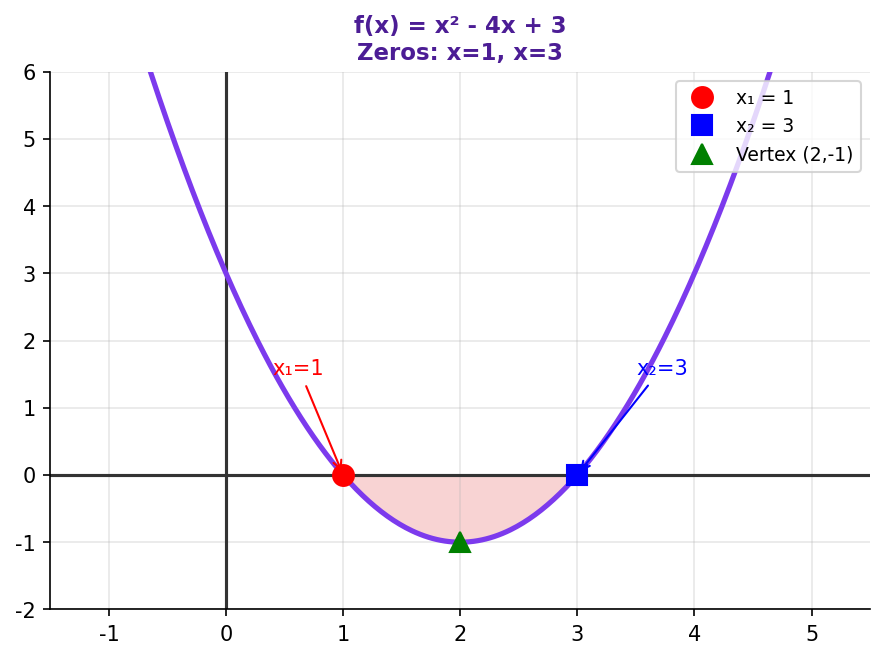 f(x) = x² - 4x + 3
Zeros: x=1, x=3
x₁ = 1
x₂ = 3
Vertex (2,-1)
6
5
4
3
2
1
0
-1
-2
x₁=1
x₂=3
-1
0
1
2
3
4
5